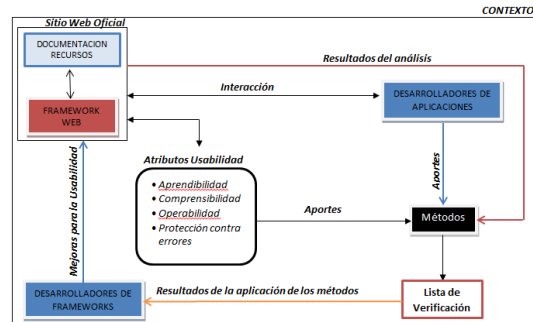 CONTEXTO
Sitio Web Oficial
DOCUMENTACION
RECURSOS
Resultados del análisis
Interacción
DESARROLLADORES DE
APLICACIONES
FRAMEWORK
WEB
Mejoras para la Usabilidad
Atributos Usabilidad
• Aprendibilidad
• Comprensibilidad
• Operabilidad
• Protección contra
errores
Aportes
Aportes
Métodos
DESARROLLADORES DE
FRAMEWORKS
Resultados de la aplicación de los métodos
Lista de
Verificación